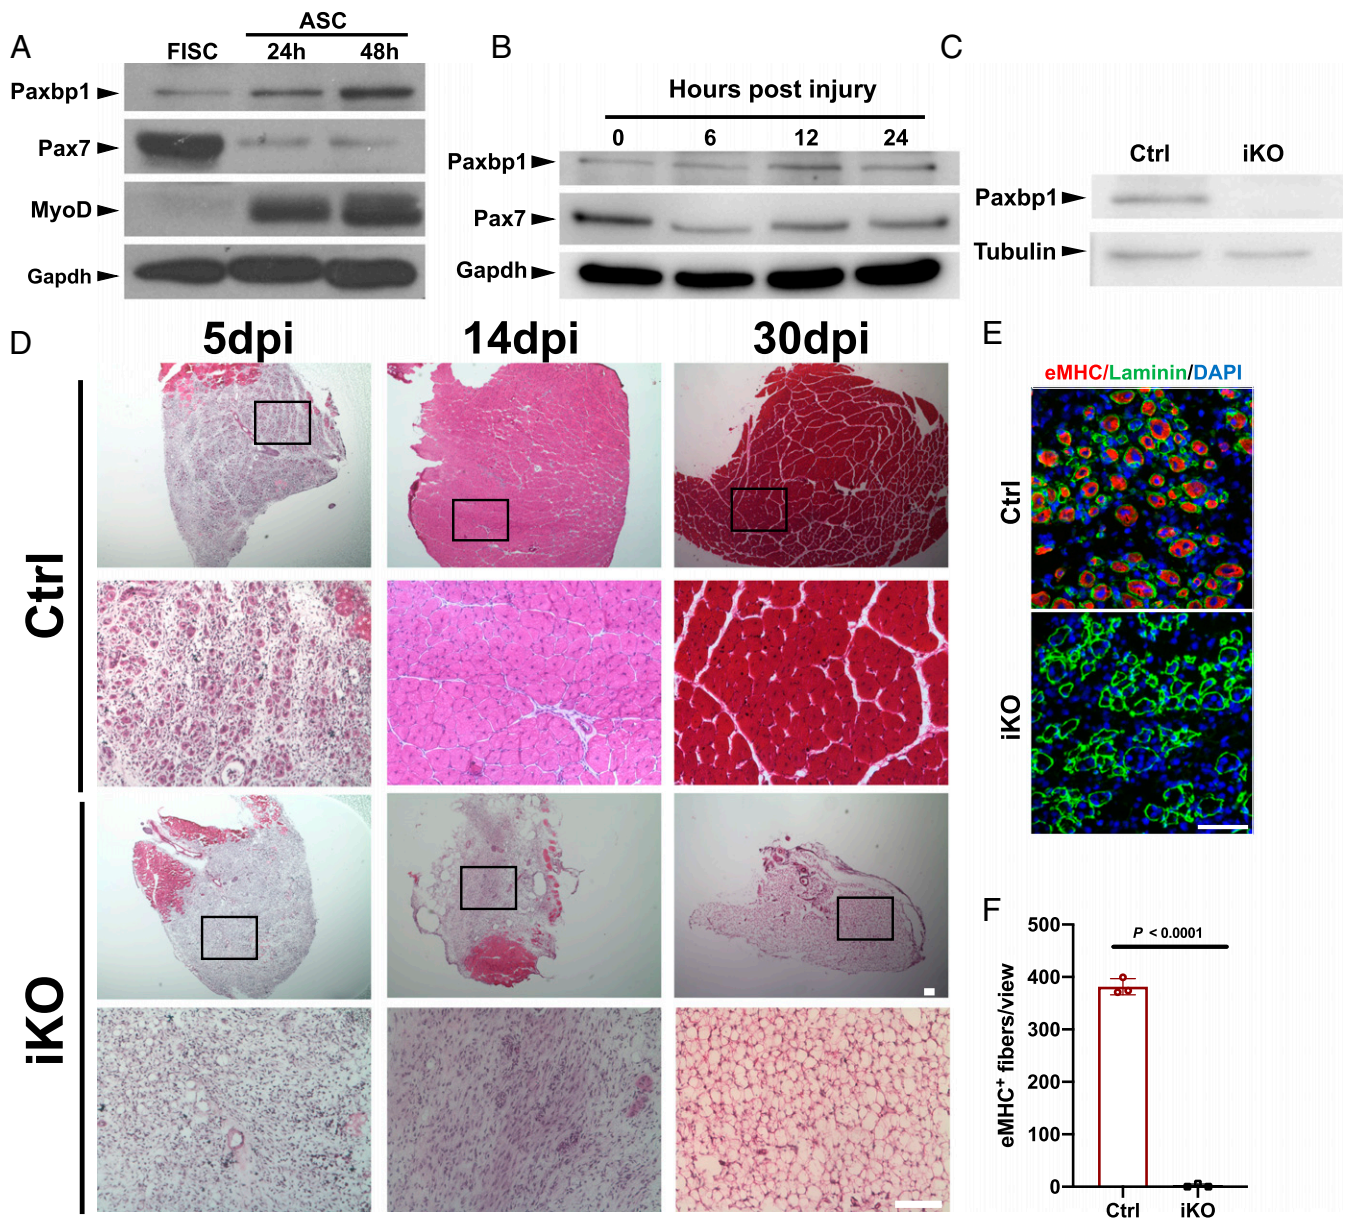 A
ASC
FISC 24h 48h
Paxbp1
Pax7
MyoD
Gapdh
B
Hours post injury
0 6 12 24
Paxbp1
Pax7
Gapdh
C
Ctrl iKO
Paxbp1
Tubulin
D
5dpi 14dpi 30dpi
Ctrl
iKO
E
eMHC/Laminin/DAPI
Ctrl
iKO
F
P < 0.0001
eMHC⁺ fibers/view
500
400
300
200
100
0
Ctrl iKO